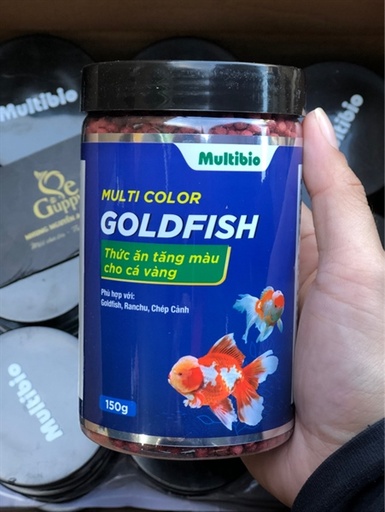 Multibio
Qe
Guppy
Multibio
MULTI COLOR
GOLDFISH
Thức ăn tăng màu
cho cá vàng
Phù hợp với:
Goldfish, Ranchu, Chép Cảnh
150g
Multibio
Multibio